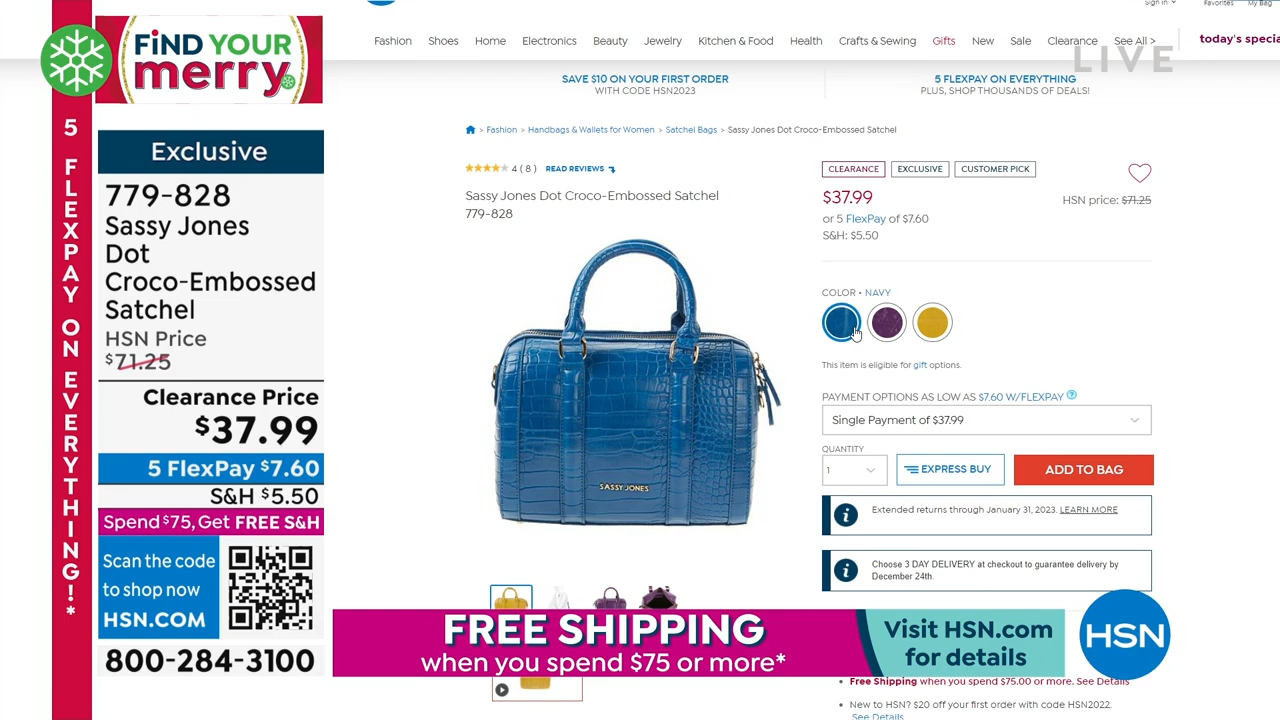 FiND YOUR
merry
5 FLEXPAY ON EVERYTHING!*
Exclusive
779-828
Sassy Jones
Dot
Croco-Embossed
Satchel
HSN Price
$71.25
Clearance Price
$37.99
5 FlexPay $7.60
S&H $5.50
Spend $75, Get FREE S&H
Scan the code
to shop now
HSN.COM
800-284-3100
Sign in
Favorites
My Bag
Fashion
Shoes
Home
Electronics
Beauty
Jewelry
Kitchen & Food
Health
Crafts & Sewing
Gifts
New
Sale
Clearance
See All >
today's specia
LIVE
SAVE $10 ON YOUR FIRST ORDER
WITH CODE HSN2023
5 FLEXPAY ON EVERYTHING
PLUS, SHOP THOUSANDS OF DEALS!
> Fashion > Handbags & Wallets for Women > Satchel Bags > Sassy Jones Dot Croco-Embossed Satchel
4 ( 8 ) READ REVIEWS
Sassy Jones Dot Croco-Embossed Satchel
779-828
SASSY JONES
CLEARANCE
EXCLUSIVE
CUSTOMER PICK
$37.99
HSN price: $71.25
or 5 FlexPay of $7.60
S&H: $5.50
COLOR • NAVY
This item is eligible for gift options.
PAYMENT OPTIONS AS LOW AS $7.60 W/FLEXPAY ?
Single Payment of $37.99
QUANTITY
1
EXPRESS BUY
ADD TO BAG
i
Extended returns through January 31, 2023. LEARN MORE
i
Choose 3 DAY DELIVERY at checkout to guarantee delivery by
December 24th.
FREE SHIPPING
when you spend $75 or more*
Visit HSN.com
for details
HSN
• Free Shipping when you spend $75.00 or more. See Details
• New to HSN? $20 off your first order with code HSN2022.
See Details